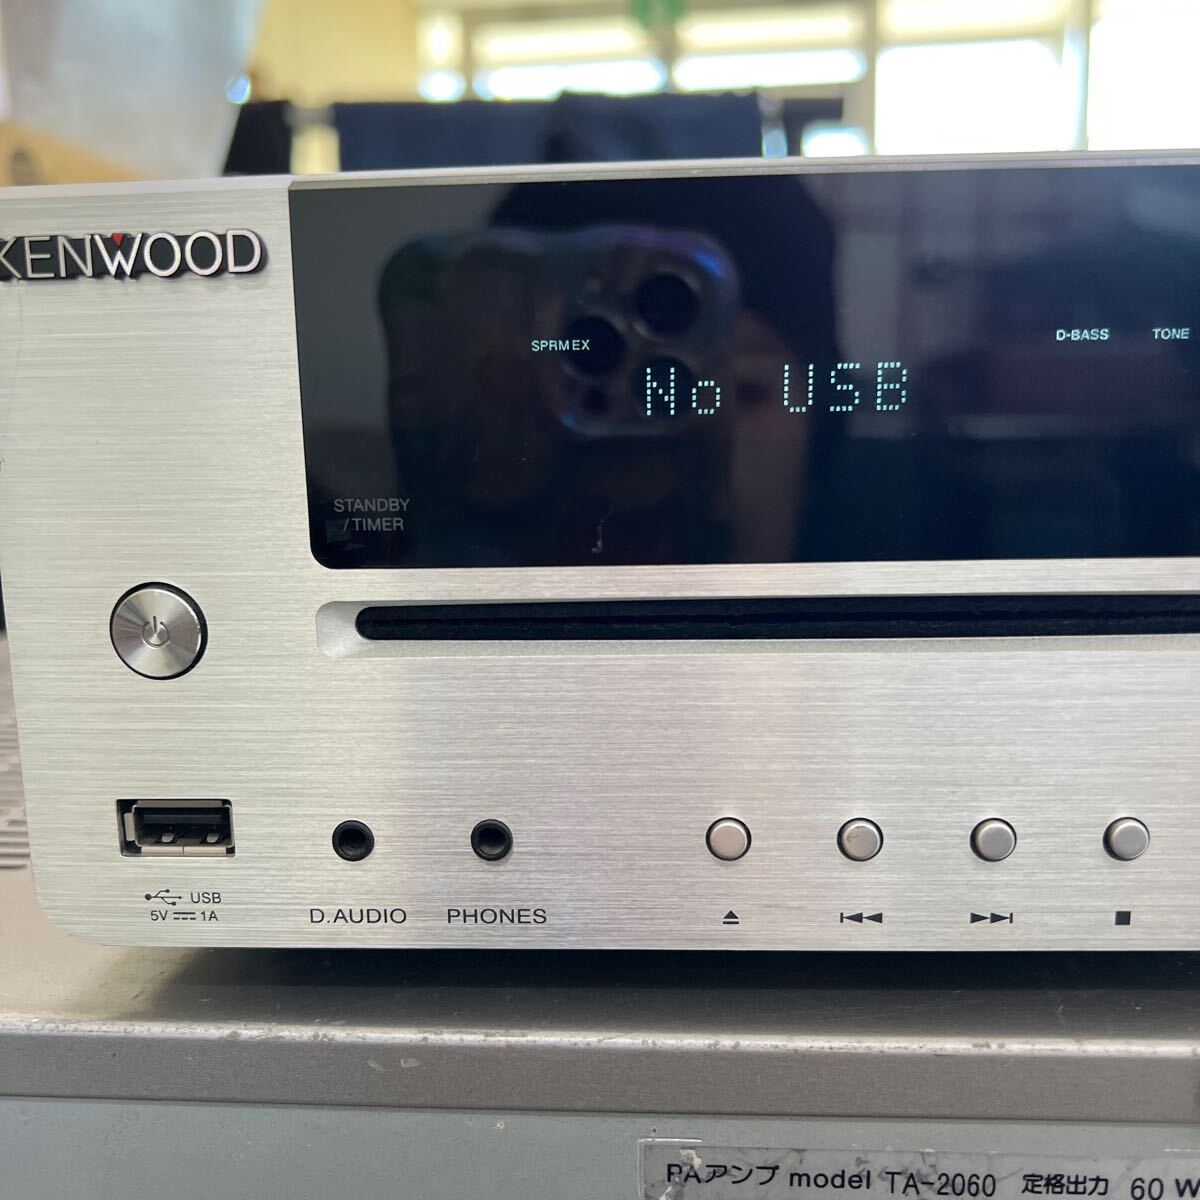 KENWOOD
SPRM EX
D-BASS TONE
No USB
STANDBY
/TIMER
USB
5V 1A
D.AUDIO
PHONES
PAアンプ model TA-2060 定格出力 60 W